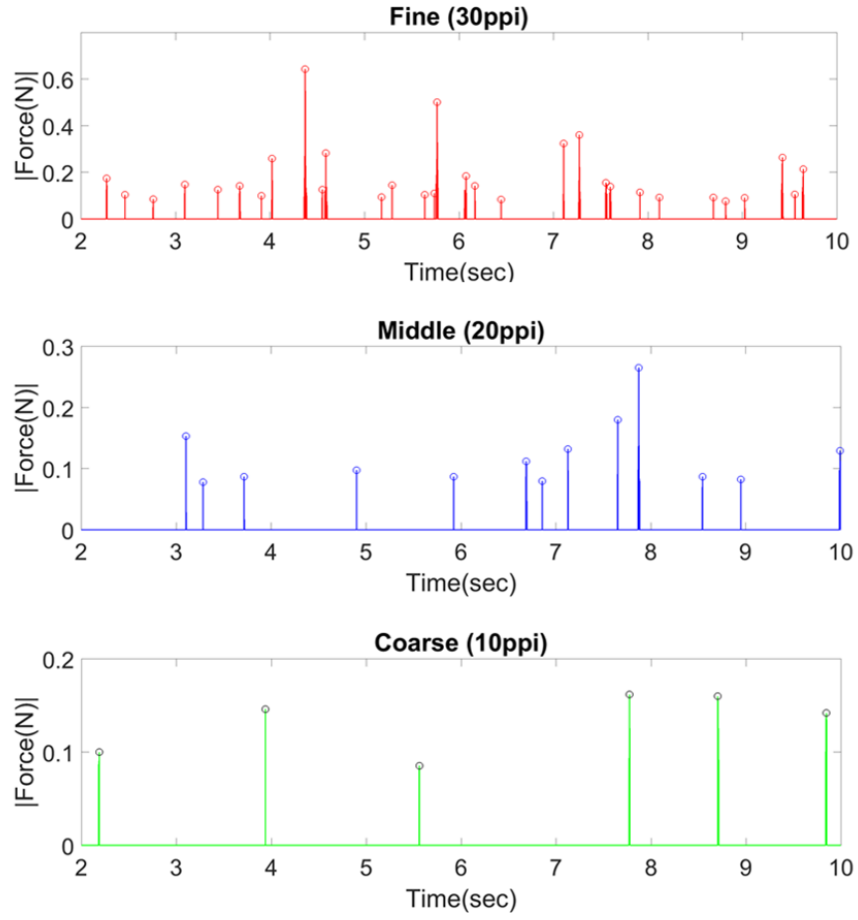 Fine (30ppi)
|Force(N)|
0.6
0.4
0.2
0
2 3 4 5 6 7 8 9 10
Time(sec)
Middle (20ppi)
|Force(N)|
0.3
0.2
0.1
0
2 3 4 5 6 7 8 9 10
Time(sec)
Coarse (10ppi)
|Force(N)|
0.2
0.1
0
2 3 4 5 6 7 8 9 10
Time(sec)